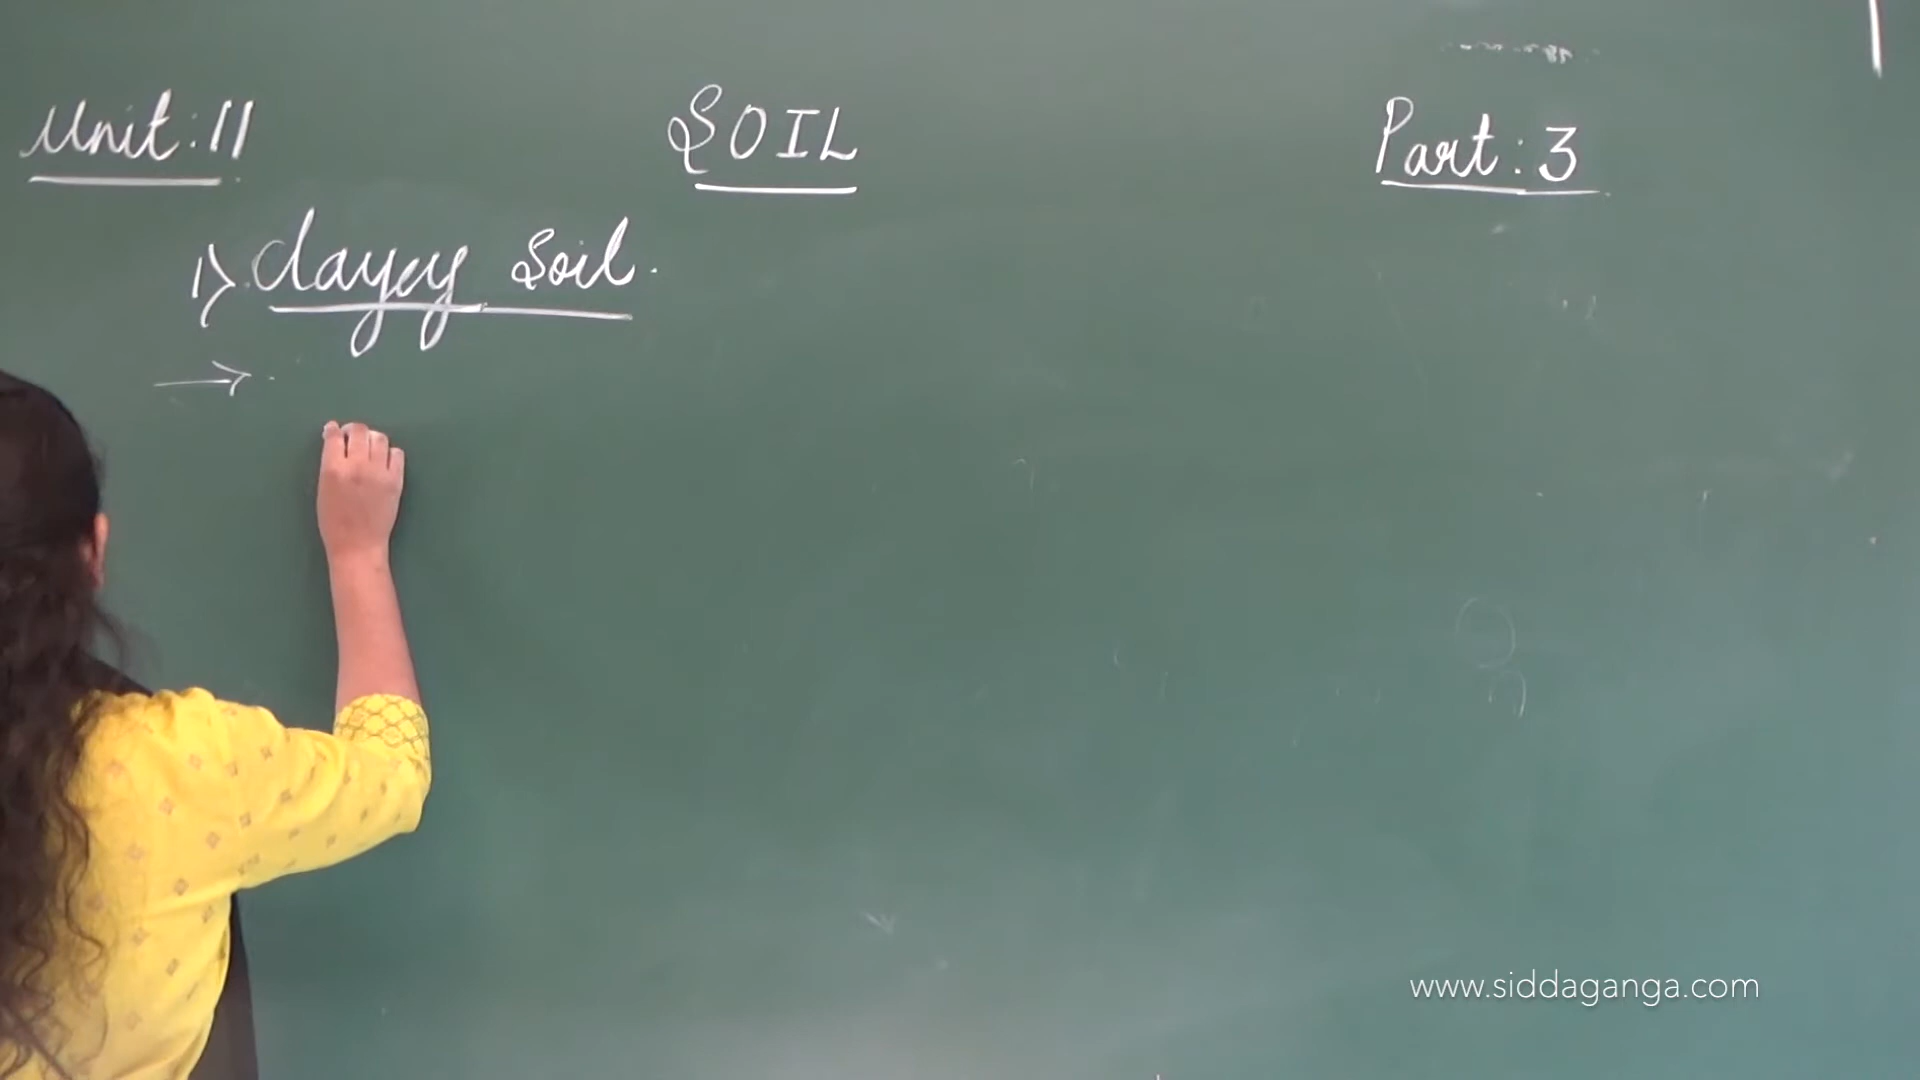 Unit:11 SOIL Part:3
1) Clayey Soil.
→
www.siddaganga.com